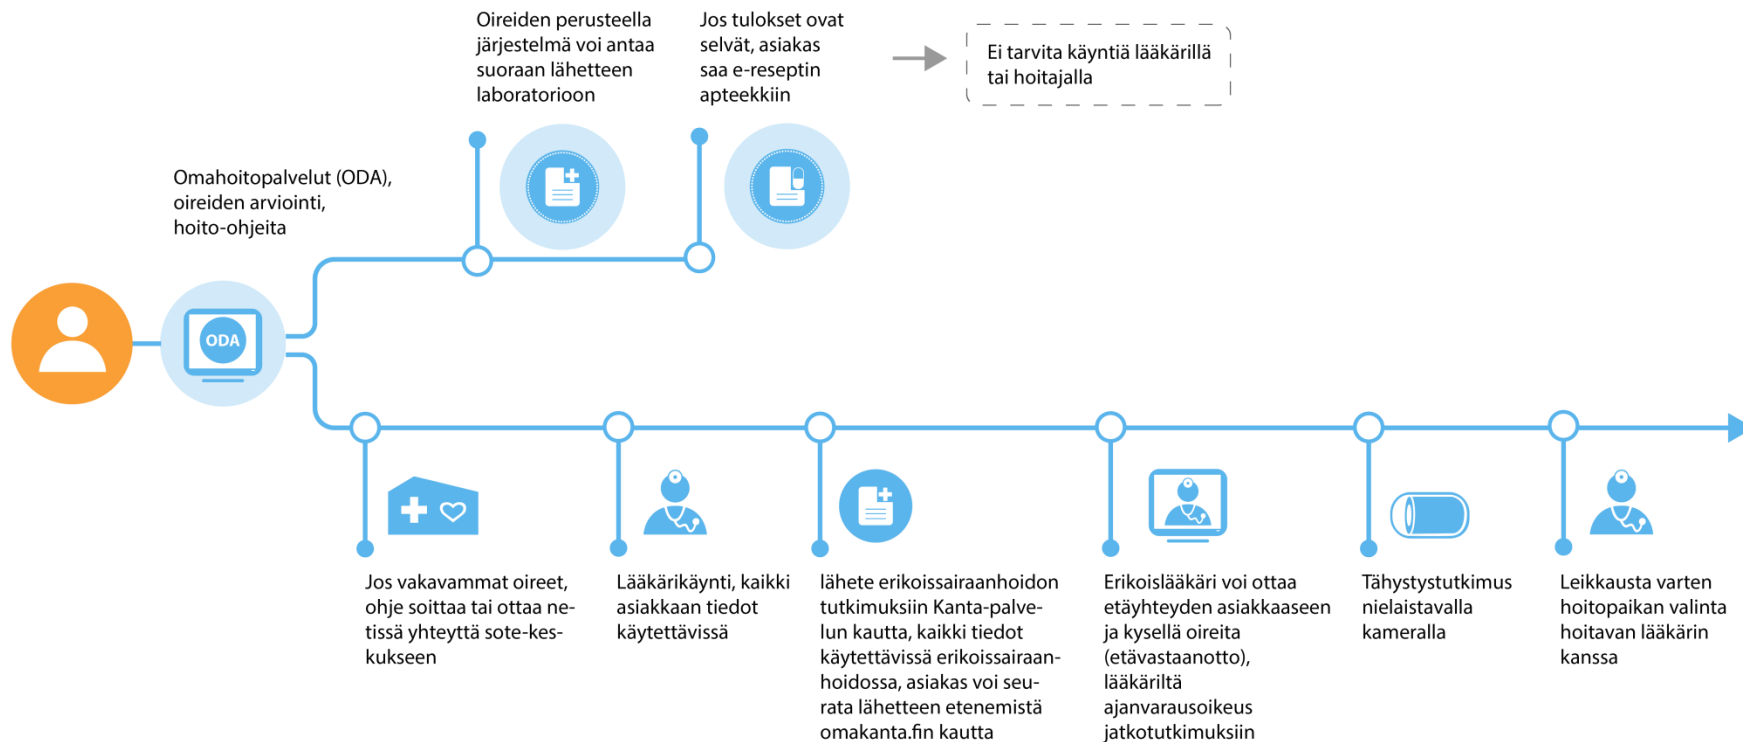 Oireiden perusteella
järjestelmä voi antaa
suoraan lähetteen
laboratorioon
Jos tulokset ovat
selvät, asiakas
saa e-reseptin
apteekkiin
Ei tarvita käyntiä lääkärillä
tai hoitajalla
Omahoitopalvelut (ODA),
oireiden arviointi,
hoito-ohjeita
ODA
Jos vakavammat oireet,
ohje soittaa tai ottaa ne-
tissä yhteyttä sote-kes-
kukseen
Lääkärikäynti, kaikki
asiakkaan tiedot
käytettävissä
lähete erikoissairaanhoidon
tutkimuksiin Kanta-palve-
lun kautta, kaikki tiedot
käytettävissä erikoissairaan-
hoidossa, asiakas voi seu-
rata lähetteen etenemistä
omakanta.fin kautta
Erikoislääkäri voi ottaa
etäyhteyden asiakkaaseen
ja kysellä oireita
(etävastaanotto),
lääkäriltä
ajanvarausoikeus
jatkotutkimuksiin
Tähystystutkimus
nielaistavalla
kameralla
Leikkausta varten
hoitopaikan valinta
hoitavan lääkärin
kanssa